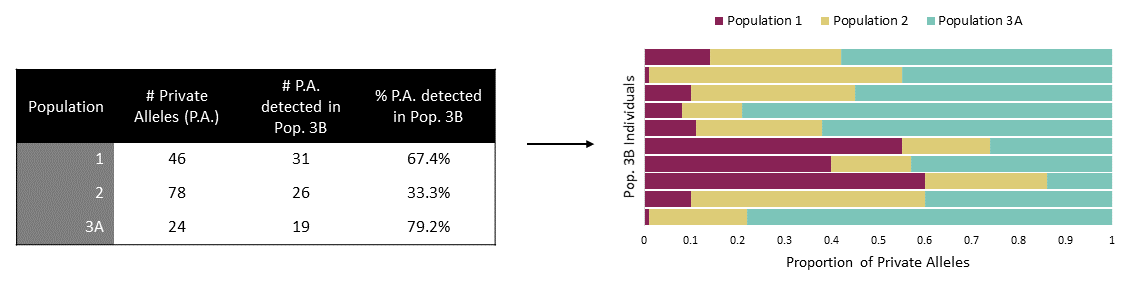 Population
# Private
Alleles (P.A.)
# P.A.
detected in
Pop. 3B
% P.A. detected
in Pop. 3B
1 46 31 67.4%
2 78 26 33.3%
3A 24 19 79.2%
Population 1 Population 2 Population 3A
Pop. 3B Individuals
0 0.1 0.2 0.3 0.4 0.5 0.6 0.7 0.8 0.9 1
Proportion of Private Alleles